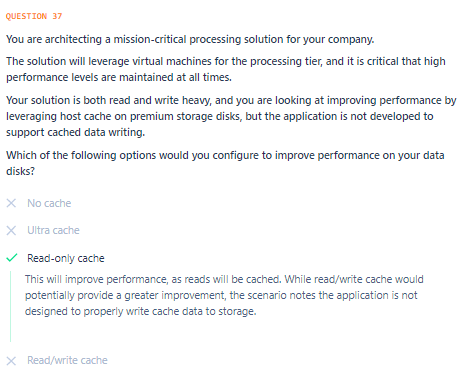 QUESTION 37
You are architecting a mission-critical processing solution for your company.
The solution will leverage virtual machines for the processing tier, and it is critical that high
performance levels are maintained at all times.
Your solution is both read and write heavy, and you are looking at improving performance by
leveraging host cache on premium storage disks, but the application is not developed to
support cached data writing.
Which of the following options would you configure to improve performance on your data
disks?
No cache
Ultra cache
Read-only cache
This will improve performance, as reads will be cached. While read/write cache would
potentially provide a greater improvement, the scenario notes the application is not
designed to properly write cache data to storage.
Read/write cache